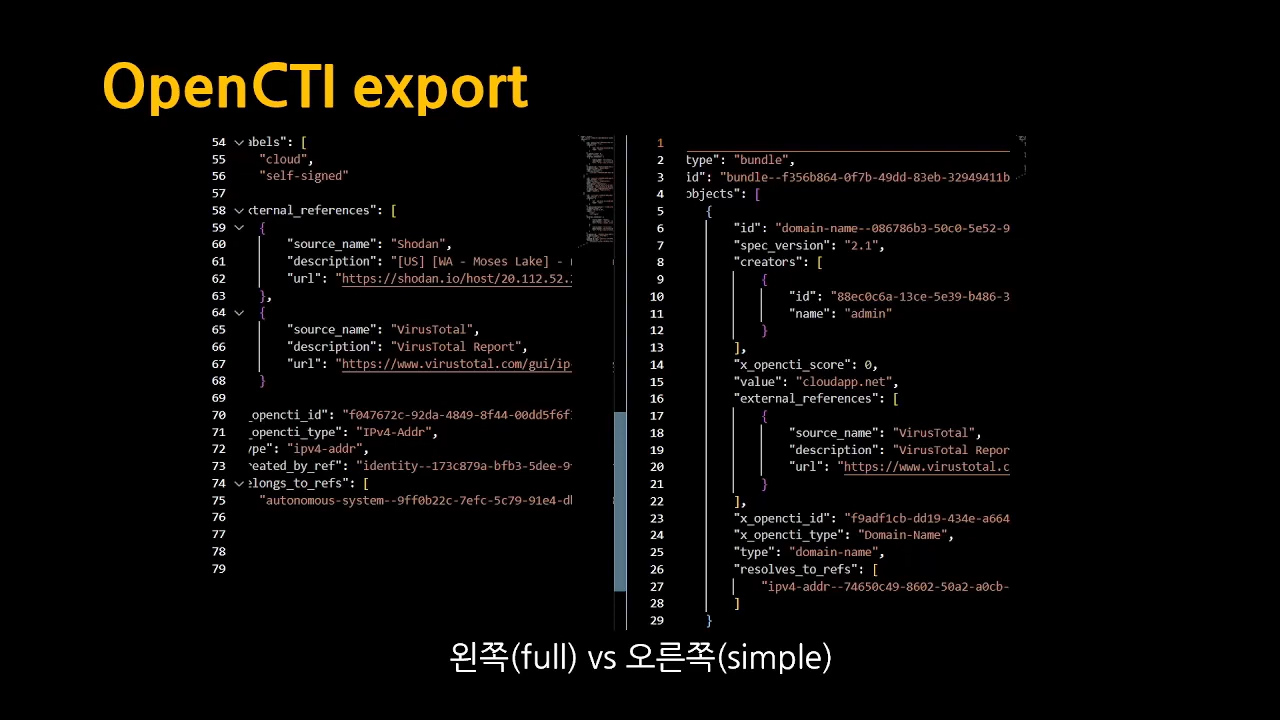 OpenCTI export
54 abels": [
55 "cloud",
56 "self-signed"
57
58 xternal_references": [
59 {
60 "source_name": "Shodan",
61 "description": "[US] [WA - Moses Lake] -
62 "url": "https://shodan.io/host/20.112.52.
63 },
64 {
65 "source_name": "VirusTotal",
66 "description": "VirusTotal Report",
67 "url": "https://www.virustotal.com/gui/ip
68 }
69
70 _opencti_id": "f047672c-92da-4849-8f44-00dd5f6f
71 _opencti_type": "IPv4-Addr",
72 ype": "ipv4-addr",
73 eated_by_ref": "identity--173c879a-bfb3-5dee-9
74 elongs_to_refs": [
75 "autonomous-system--9ff0b22c-7efc-5c79-91e4-d
76
77
78
79
1
2 type": "bundle",
3 id": "bundle--f356b864-0f7b-49dd-83eb-32949411b
4 objects": [
5 {
6 "id": "domain-name--086786b3-50c0-5e52-9
7 "spec_version": "2.1",
8 "creators": [
9 {
10 "id": "88ec0c6a-13ce-5e39-b486-3
11 "name": "admin"
12 }
13 ],
14 "x_opencti_score": 0,
15 "value": "cloudapp.net",
16 "external_references": [
17 {
18 "source_name": "VirusTotal",
19 "description": "VirusTotal Repor
20 "url": "https://www.virustotal.c
21 }
22 ],
23 "x_opencti_id": "f9adf1cb-dd19-434e-a664
24 "x_opencti_type": "Domain-Name",
25 "type": "domain-name",
26 "resolves_to_refs": [
27 "ipv4-addr--74650c49-8602-50a2-a0cb-
28 ]
29 }
왼쪽(full) vs 오른쪽(simple)